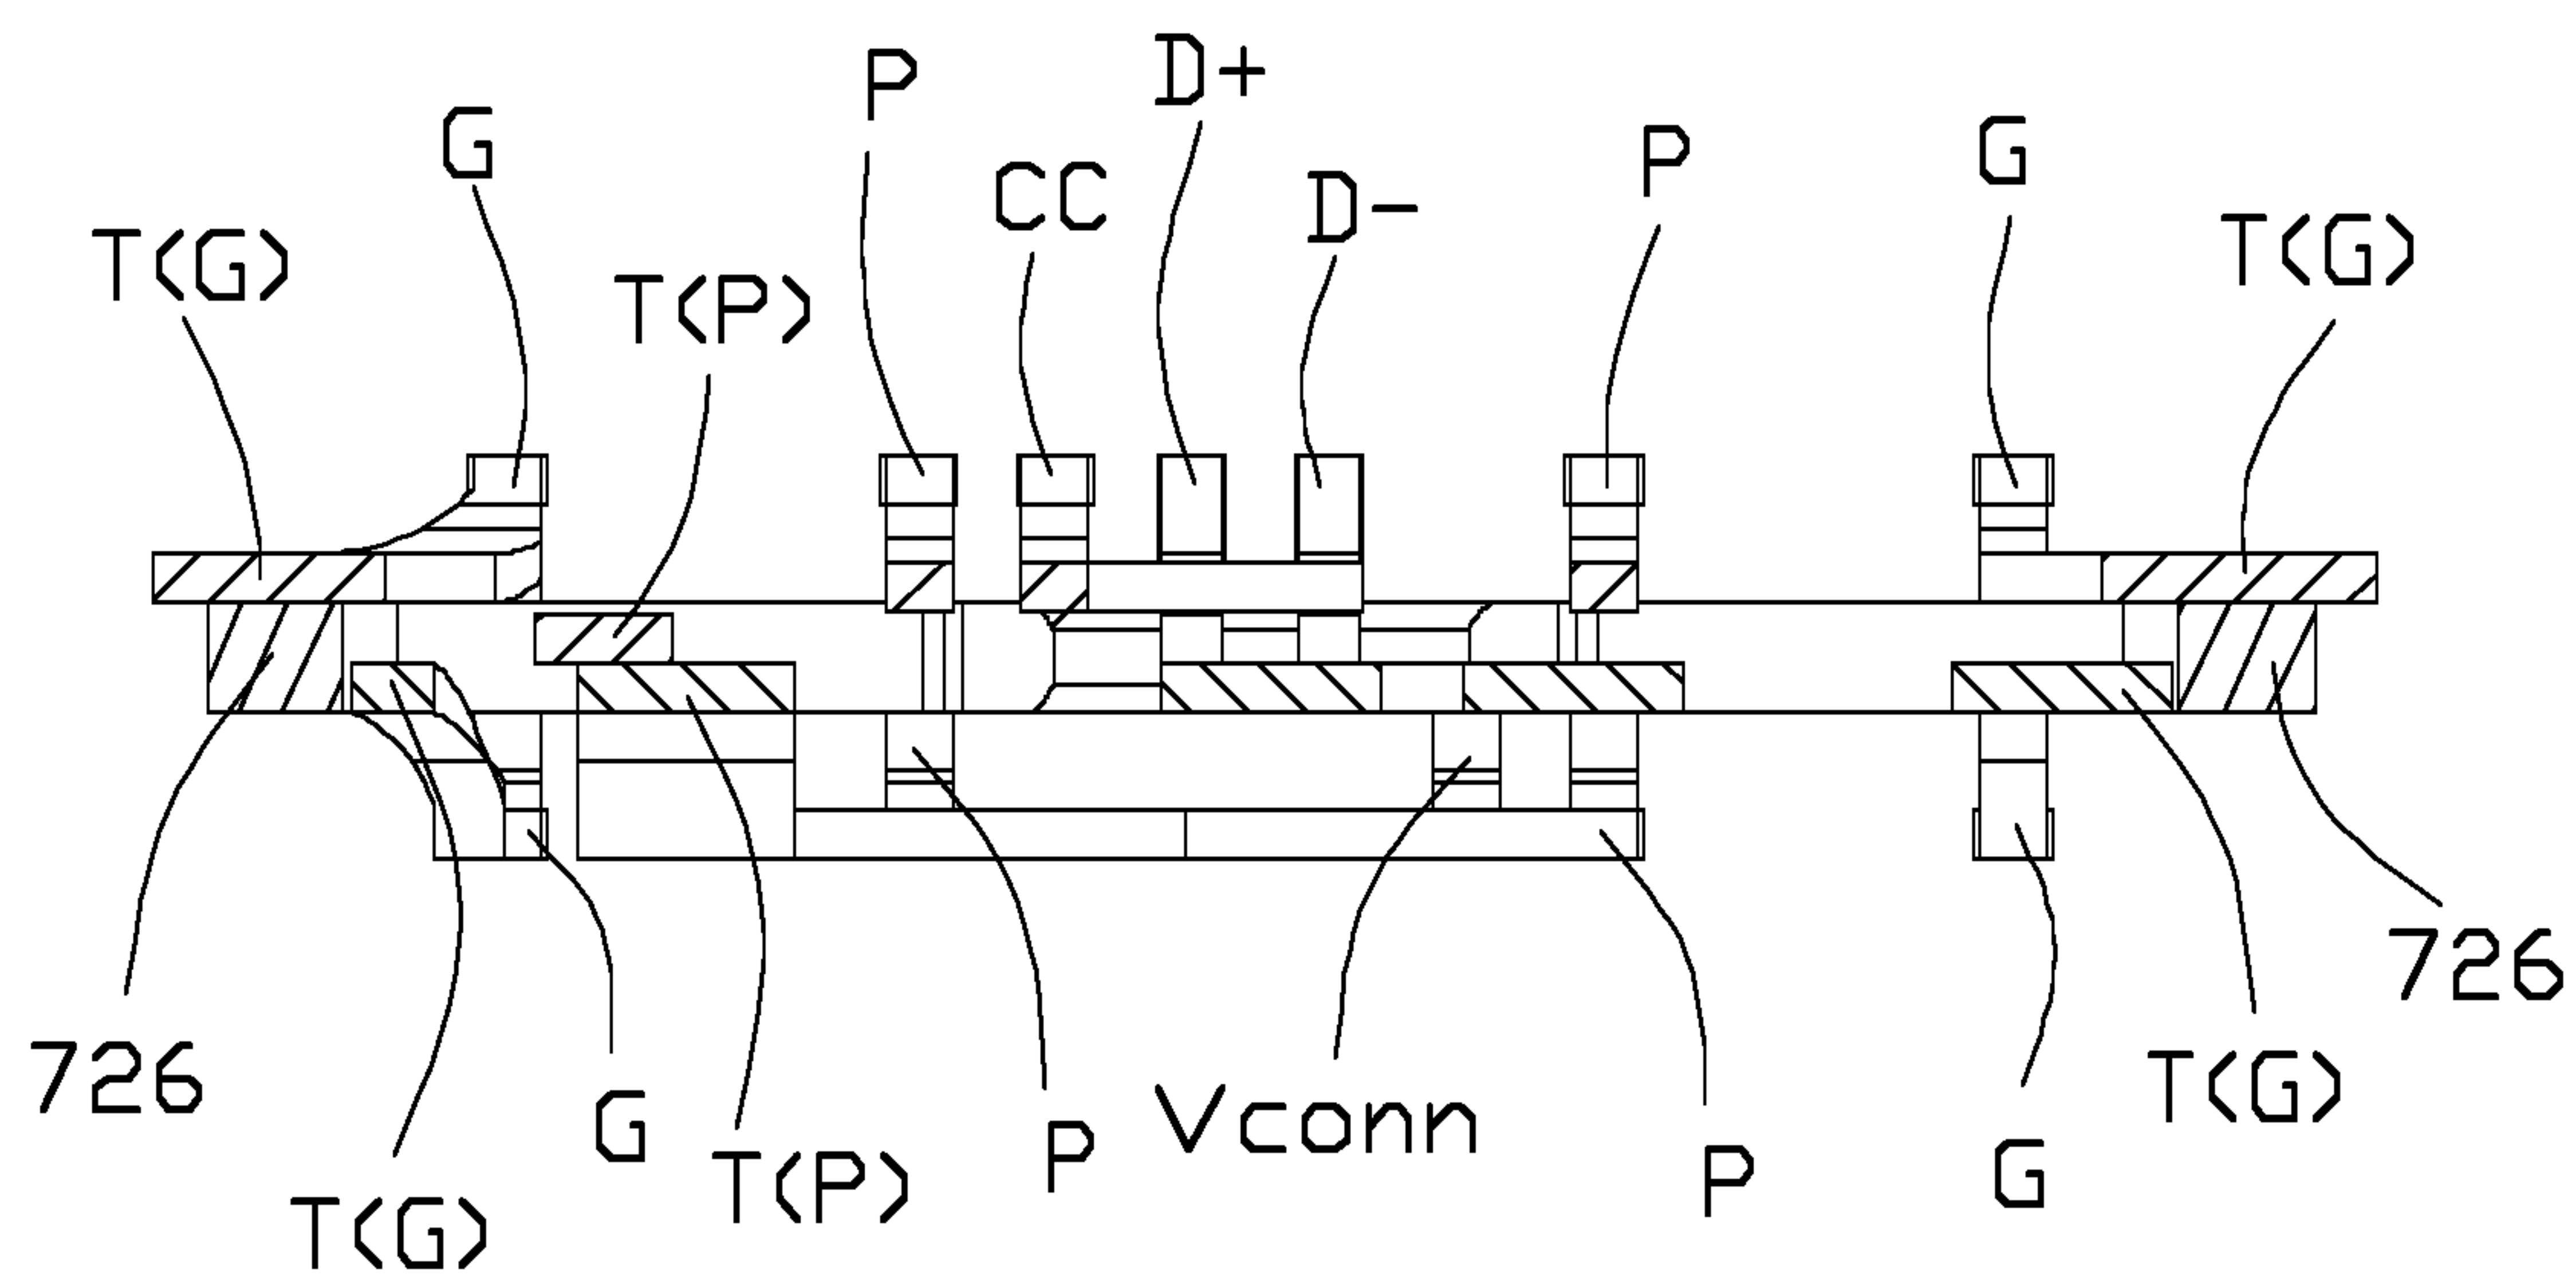 D+
P
G
P
G
CC
D-
T(G)
T(G)
T(P)
726
726
T(G)
G
Vconn
P
G
P
T(P)
T(G)